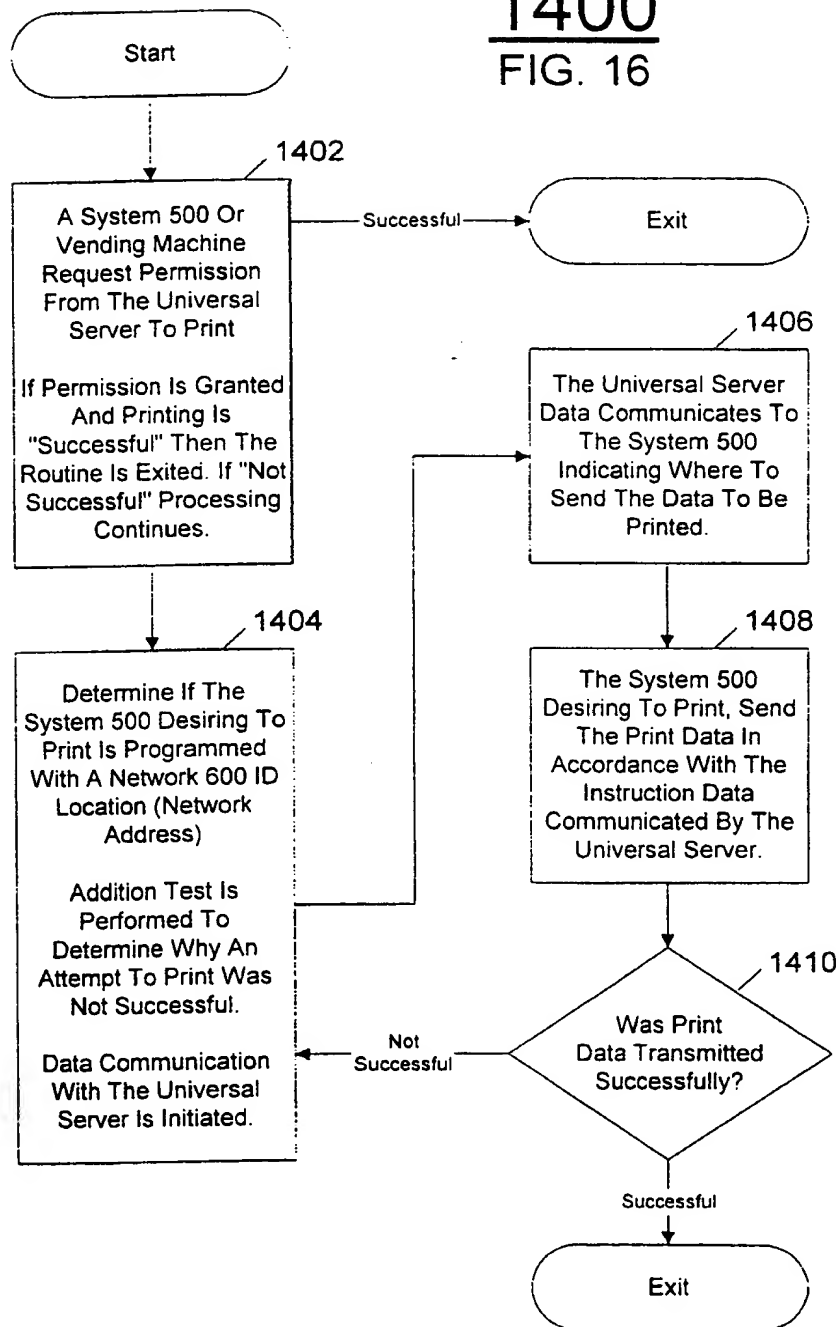 1400
FIG. 16
Start
1402
A System 500 Or
Vending Machine
Request Permission
From The Universal
Server To Print
If Permission Is Granted
And Printing Is
"Successful" Then The
Routine Is Exited. If "Not
Successful" Processing
Continues.
Successful
Exit
1404
Determine If The
System 500 Desiring To
Print Is Programmed
With A Network 600 ID
Location (Network
Address)
Addition Test Is
Performed To
Determine Why An
Attempt To Print Was
Not Successful.
Data Communication
With The Universal
Server Is Initiated.
1406
The Universal Server
Data Communicates To
The System 500
Indicating Where To
Send The Data To Be
Printed.
1408
The System 500
Desiring To Print, Send
The Print Data In
Accordance With The
Instruction Data
Communicated By The
Universal Server.
1410
Was Print
Data Transmitted
Successfully?
Not
Successful
Successful
Exit